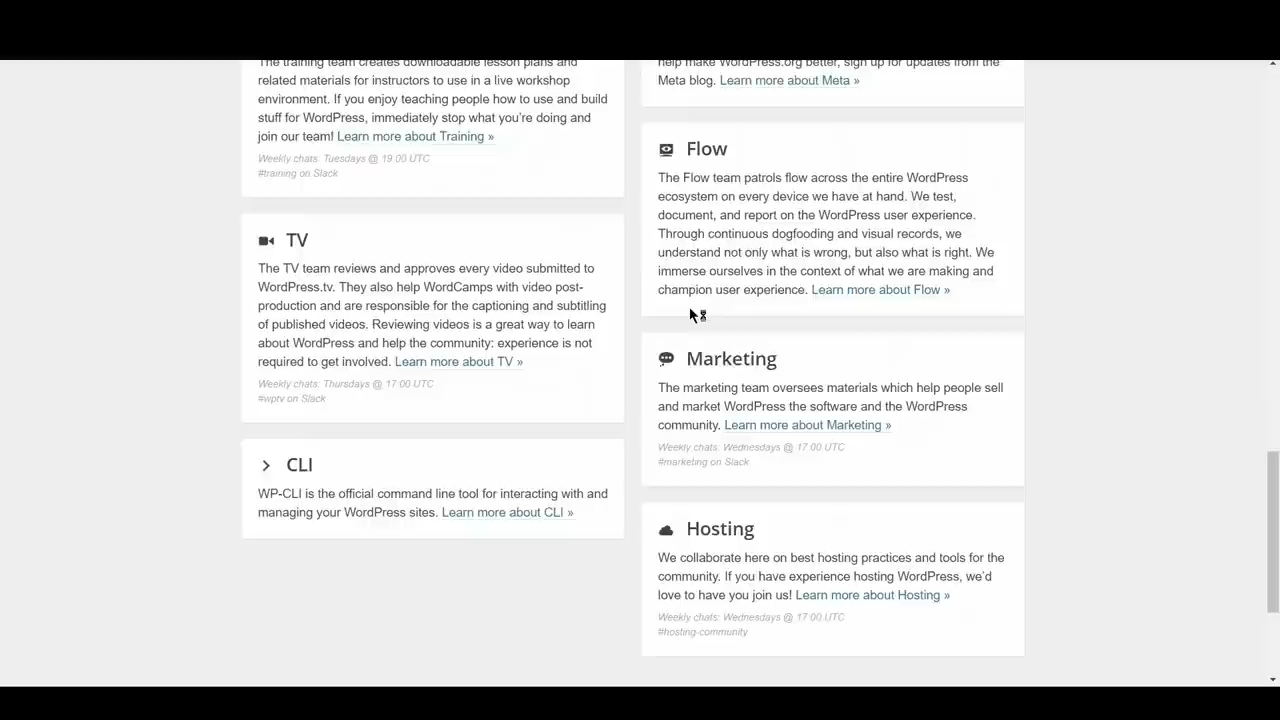 The training team creates downloadable lesson plans and
related materials for instructors to use in a live workshop
environment. If you enjoy teaching people how to use and build
stuff for WordPress, immediately stop what you're doing and
join our team! Learn more about Training »
Weekly chats: Tuesdays @ 19:00 UTC
#training on Slack
TV
The TV team reviews and approves every video submitted to
WordPress.tv. They also help WordCamps with video post-
production and are responsible for the captioning and subtitling
of published videos. Reviewing videos is a great way to learn
about WordPress and help the community: experience is not
required to get involved. Learn more about TV »
Weekly chats: Thursdays @ 17:00 UTC
#wptv on Slack
CLI
WP-CLI is the official command line tool for interacting with and
managing your WordPress sites. Learn more about CLI »
help make WordPress.org better, sign up for updates from the
Meta blog. Learn more about Meta »
Flow
The Flow team patrols flow across the entire WordPress
ecosystem on every device we have at hand. We test,
document, and report on the WordPress user experience.
Through continuous dogfooding and visual records, we
understand not only what is wrong, but also what is right. We
immerse ourselves in the context of what we are making and
champion user experience. Learn more about Flow »
Marketing
The marketing team oversees materials which help people sell
and market WordPress the software and the WordPress
community. Learn more about Marketing »
Weekly chats: Wednesdays @ 17:00 UTC
#marketing on Slack
Hosting
We collaborate here on best hosting practices and tools for the
community. If you have experience hosting WordPress, we'd
love to have you join us! Learn more about Hosting »
Weekly chats: Wednesdays @ 17:00 UTC
#hosting-community